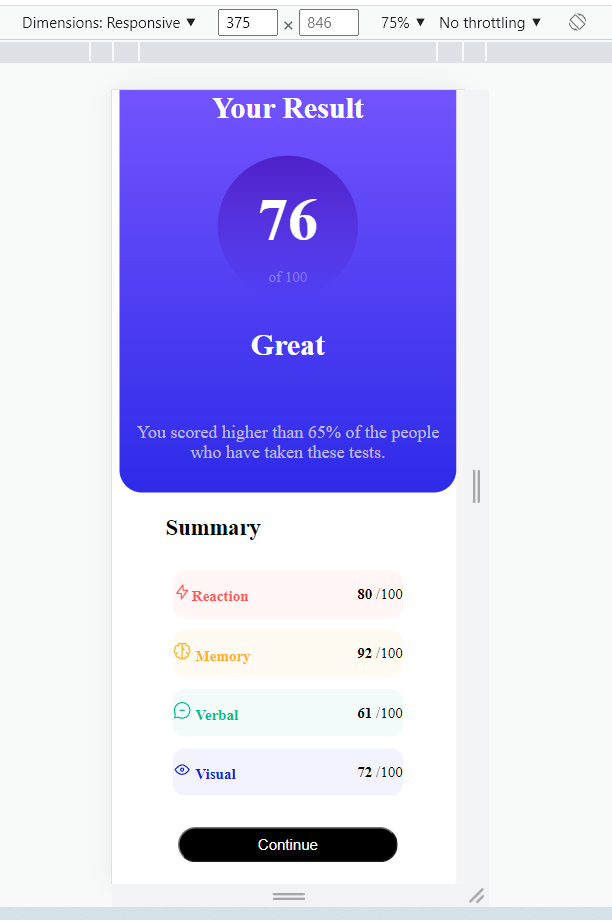 Dimensions: Responsive ▼ 375 × 846 75% ▼ No throttling ▼
Your Result
76
of 100
Great
You scored higher than 65% of the people
who have taken these tests.
Summary
Reaction 80 /100
Memory 92 /100
Verbal 61 /100
Visual 72 /100
Continue